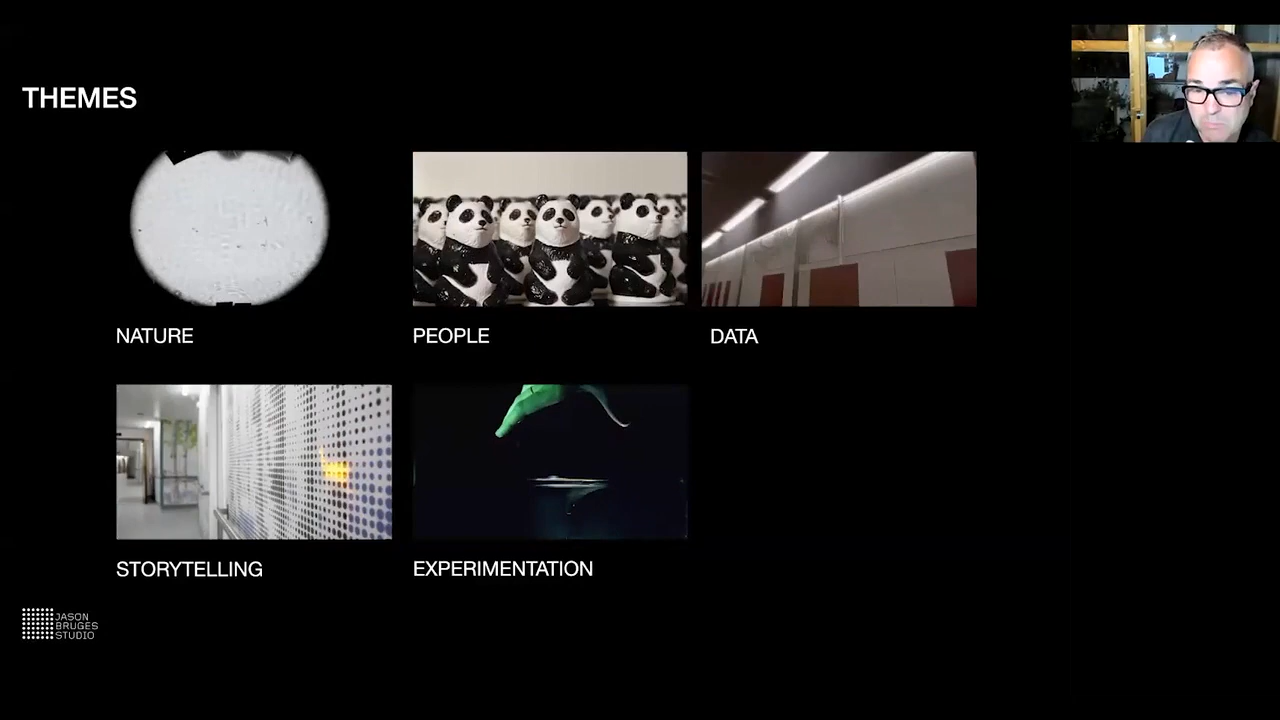 THEMES
NATURE
PEOPLE
DATA
STORYTELLING
EXPERIMENTATION
JASON
BRUGES
STUDIO